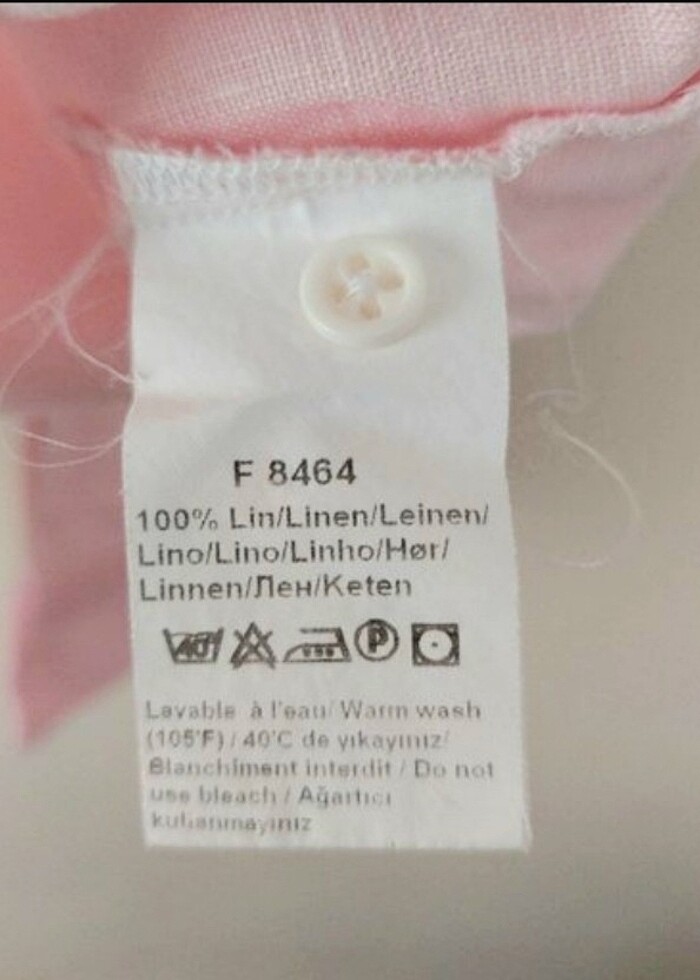 F 8464
100% Lin/Linen/Leinen/
Lino/Lino/Linho/Hør/
Linnen/Лен/Keten
40
P
Lavable à l'eau/ Warm wash
(105°F) / 40°C de yıkayınız/
Blanchiment interdit / Do not
use bleach / Ağartıcı
kullanmayınız